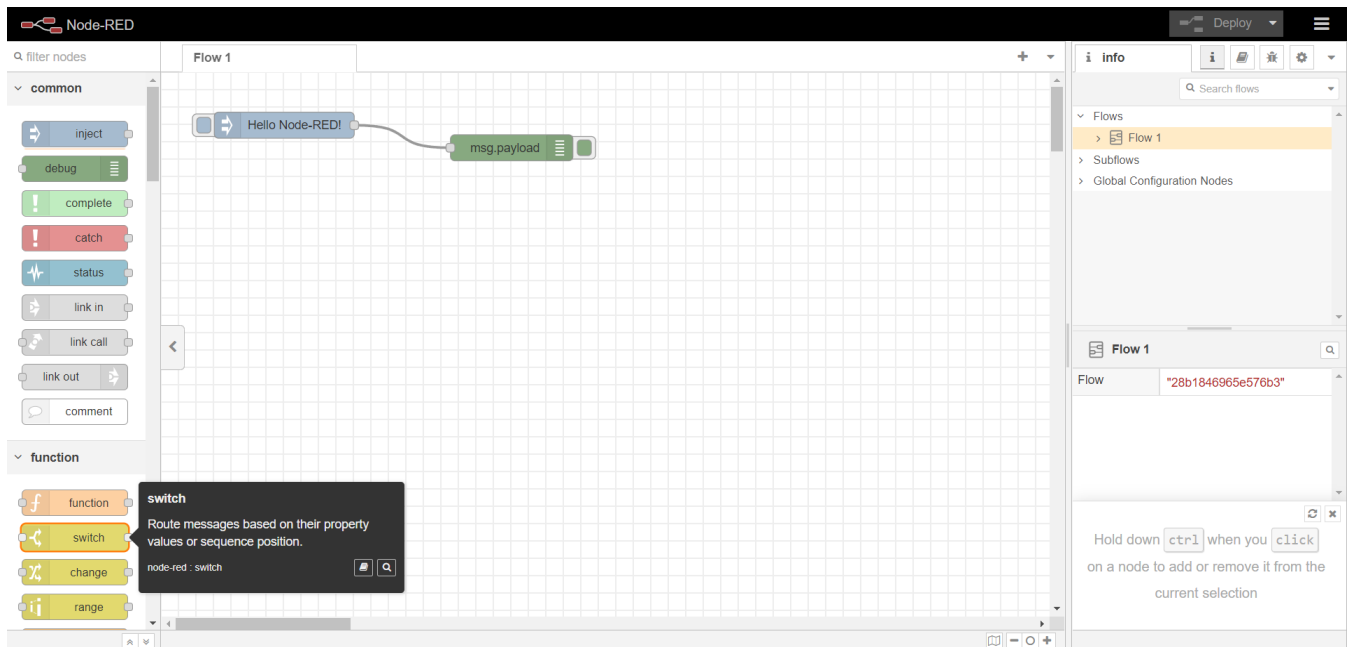 Node-RED
Deploy
filter nodes
Flow 1
info
i
Search flows
common
inject
debug
complete
catch
status
link in
link call
link out
comment
function
function
switch
change
range
Hello Node-RED!
msg.payload
switch
Route messages based on their property
values or sequence position.
node-red : switch
Flows
Flow 1
Subflows
Global Configuration Nodes
Flow 1
Flow "28b1846965e576b3"
Hold down ctrl when you click
on a node to add or remove it from the
current selection